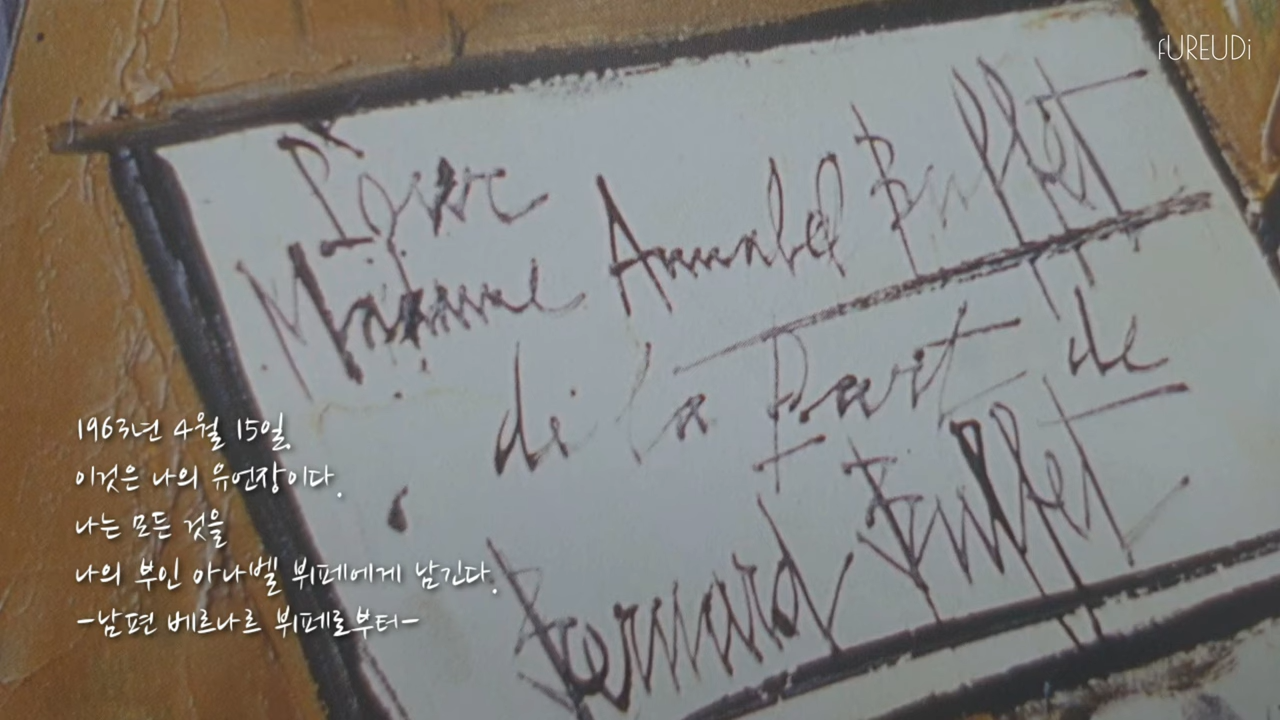 fUREUDi
Pour
Madame Annabel Buffet
de la Part de
Bernard Buffet
1963년 4월 15일,
이것은 나의 유언장이다.
나는 모든 것을
나의 부인 아나벨 뷔페에게 남긴다.
-남편 베르나르 뷔페로부터-